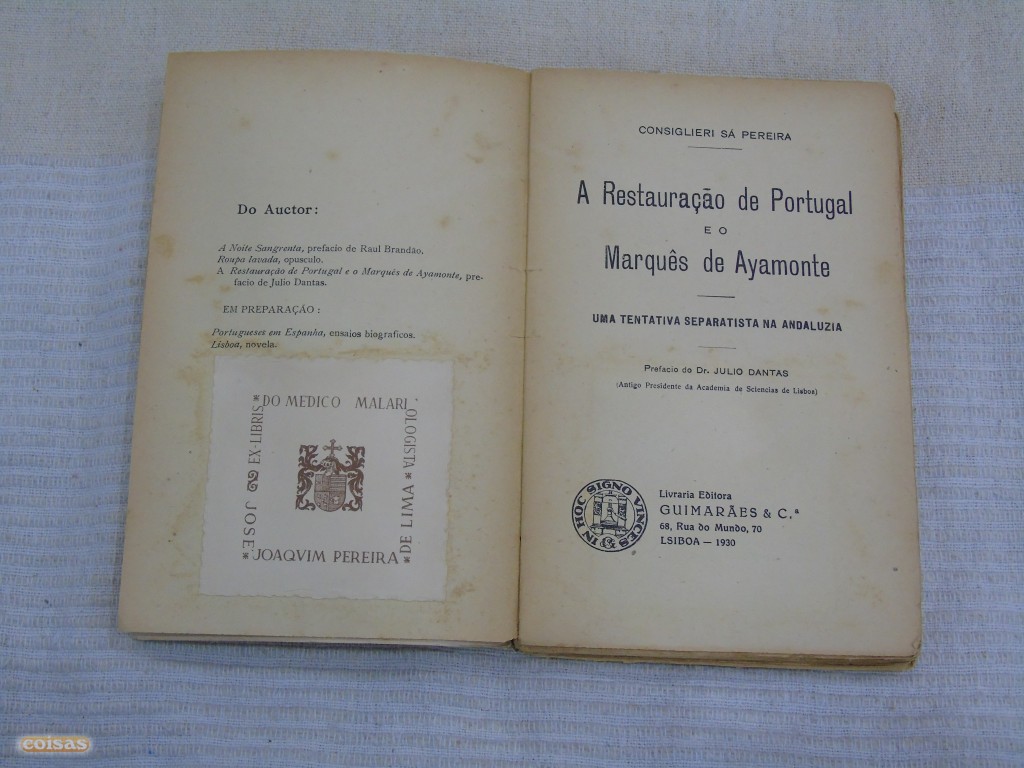 Do Auctor:
A Noite Sangrenta, prefacio de Raul Brandão.
Roupa lavada, opusculo.
A Restauração de Portugal e o Marquês de Ayamonte, pre-
facio de Julio Dantas.
EM PREPARAÇÃO:
Portugueses em Espanha, ensaios biograficos.
Lisboa, novela.
EX-LIBRIS
*DO MEDICO MALARI
OLOGISTA
*JOSE
JOAQVIM PEREIRA
*DE LIMA*
CONSIGLIERI SÁ PEREIRA
A Restauração de Portugal
E O
Marquês de Ayamonte
UMA TENTATIVA SEPARATISTA NA ANDALUZIA
Prefacio do Dr. JULIO DANTAS
(Antigo Presidente da Academia de Sciencias de Lisboa)
IN HOC SIGNO VINCES
G&C
Livraria Editora
GUIMARÃES & C.ª
68, Rua do Mundo, 70
LSIBOA — 1930
coisas